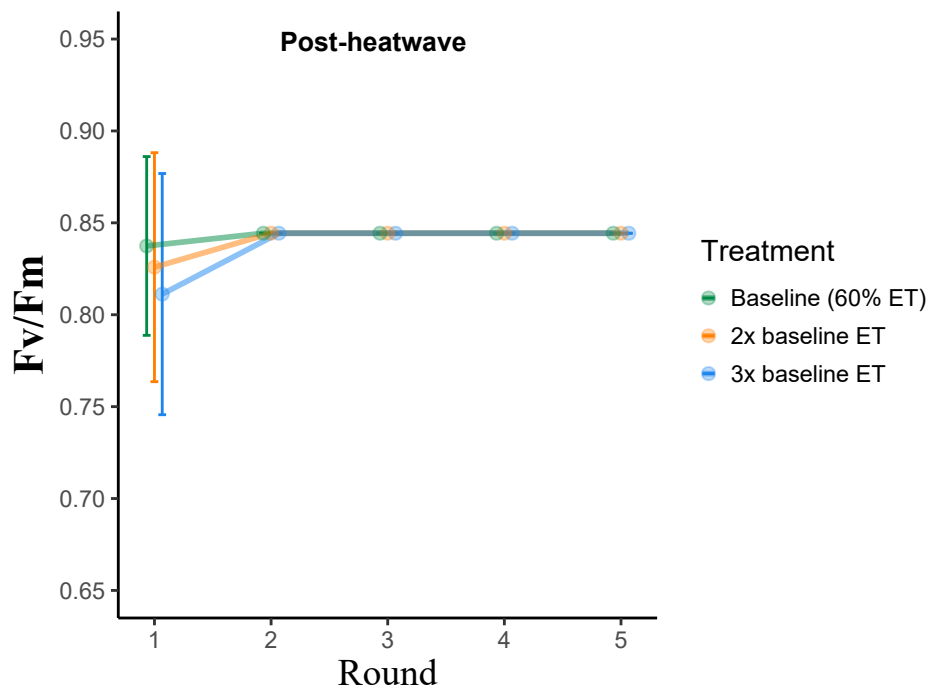 Post-heatwave
0.95
0.90
0.85
0.80
0.75
0.70
0.65
Fv/Fm
1 2 3 4 5
Round
Treatment
Baseline (60% ET)
2x baseline ET
3x baseline ET